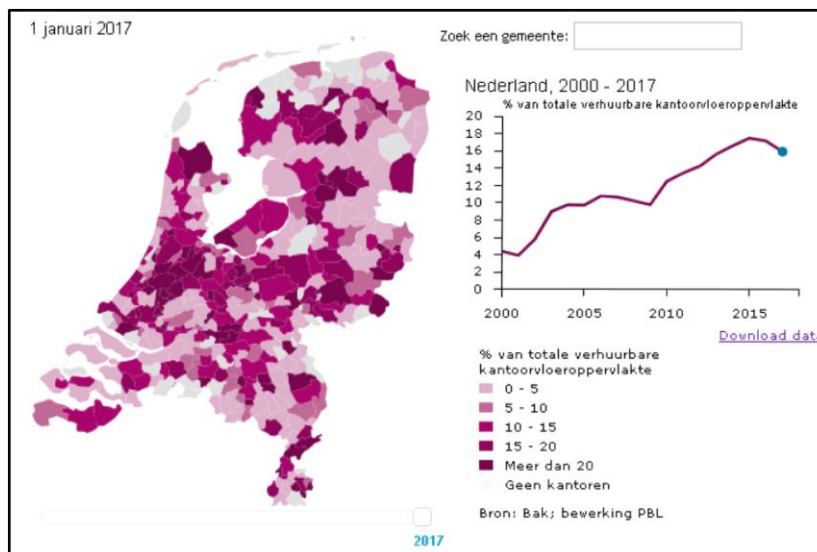 1 januari 2017
Zoek een gemeente:
Nederland, 2000 - 2017
% van totale verhuurbare kantoorvloeroppervlakte
20
18
16
14
12
10
8
6
4
2
0
2000 2005 2010 2015
Download data
% van totale verhuurbare
kantoorvloeroppervlakte
0 - 5
5 - 10
10 - 15
15 - 20
Meer dan 20
Geen kantoren
Bron: Bak; bewerking PBL
2017